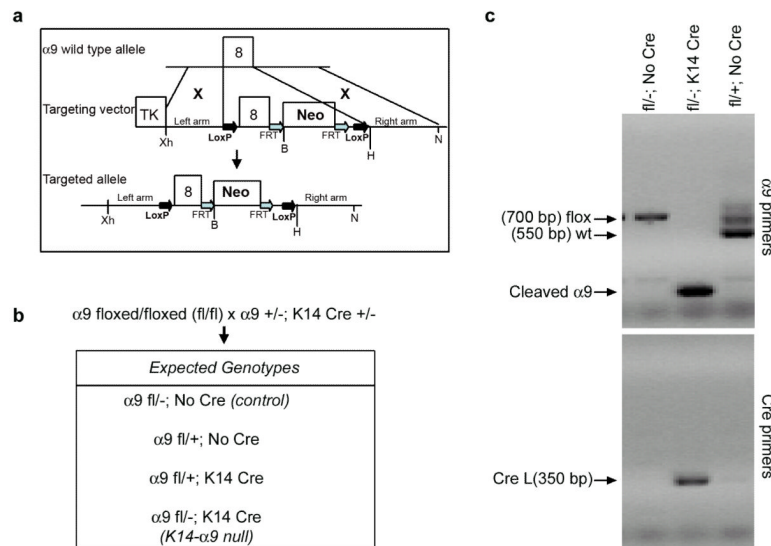 a
α9 wild type allele
8
X
X
Targeting vector
TK
8
Neo
Left arm
Right arm
Xh
LoxP
FRT
B
FRT
LoxP
H
N
Targeted allele
8
Neo
Left arm
Right arm
Xh
LoxP
FRT
B
FRT
LoxP
H
N
b
α9 floxed/floxed (fl/fl) x α9 +/-; K14 Cre +/-
Expected Genotypes
α9 fl/-; No Cre (control)
α9 fl/+; No Cre
α9 fl/+; K14 Cre
α9 fl/-; K14 Cre
(K14-α9 null)
c
fl/-; No Cre
fl/-; K14 Cre
fl/+; No Cre
(700 bp) flox
(550 bp) wt
Cleaved α9
α9 primers
Cre L(350 bp)
Cre primers